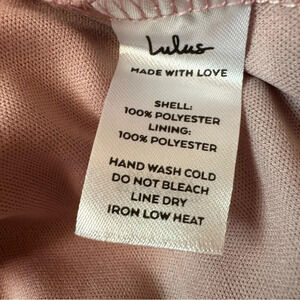 Lulus
MADE WITH LOVE
SHELL:
100% POLYESTER
LINING:
100% POLYESTER
HAND WASH COLD
DO NOT BLEACH
LINE DRY
IRON LOW HEAT